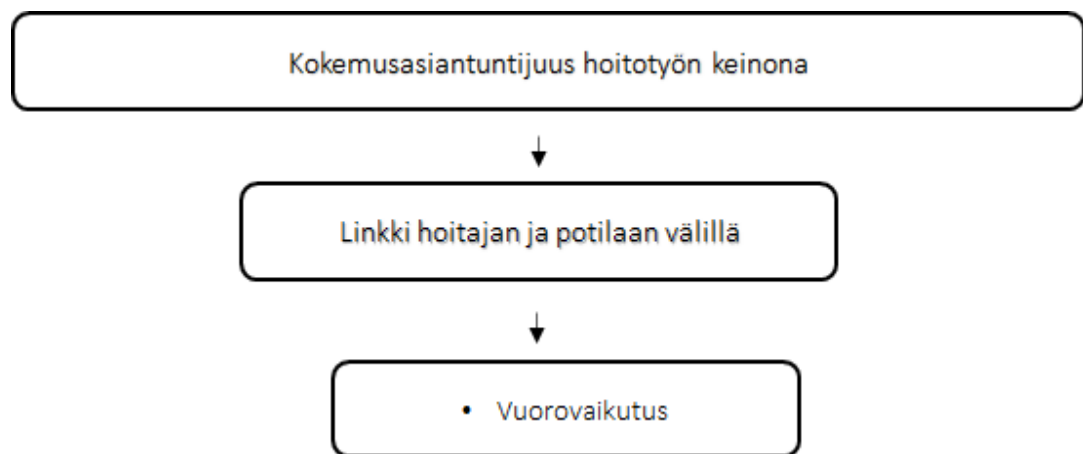 Kokemusasiantuntijuus hoitotyön keinona
Linkki hoitajan ja potilaan välillä
• Vuorovaikutus